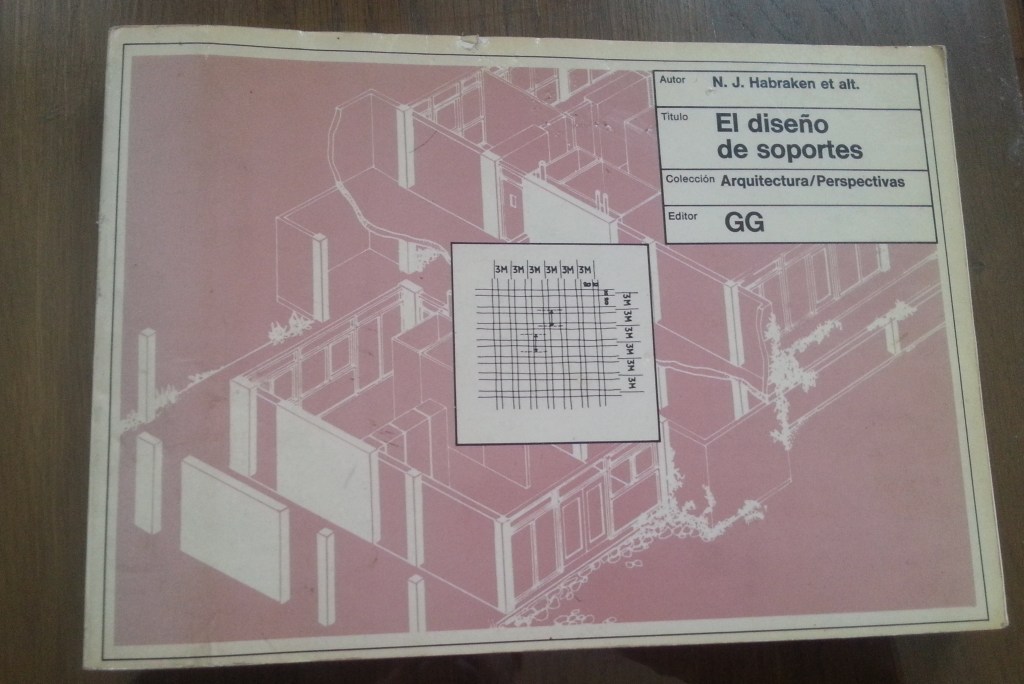 Autor N. J. Habraken et alt.
Título El diseño
de soportes
Colección Arquitectura/Perspectivas
Editor GG
3M 3M 3M 3M 3M 3M
3M
3M
3M
3M
3M
3M